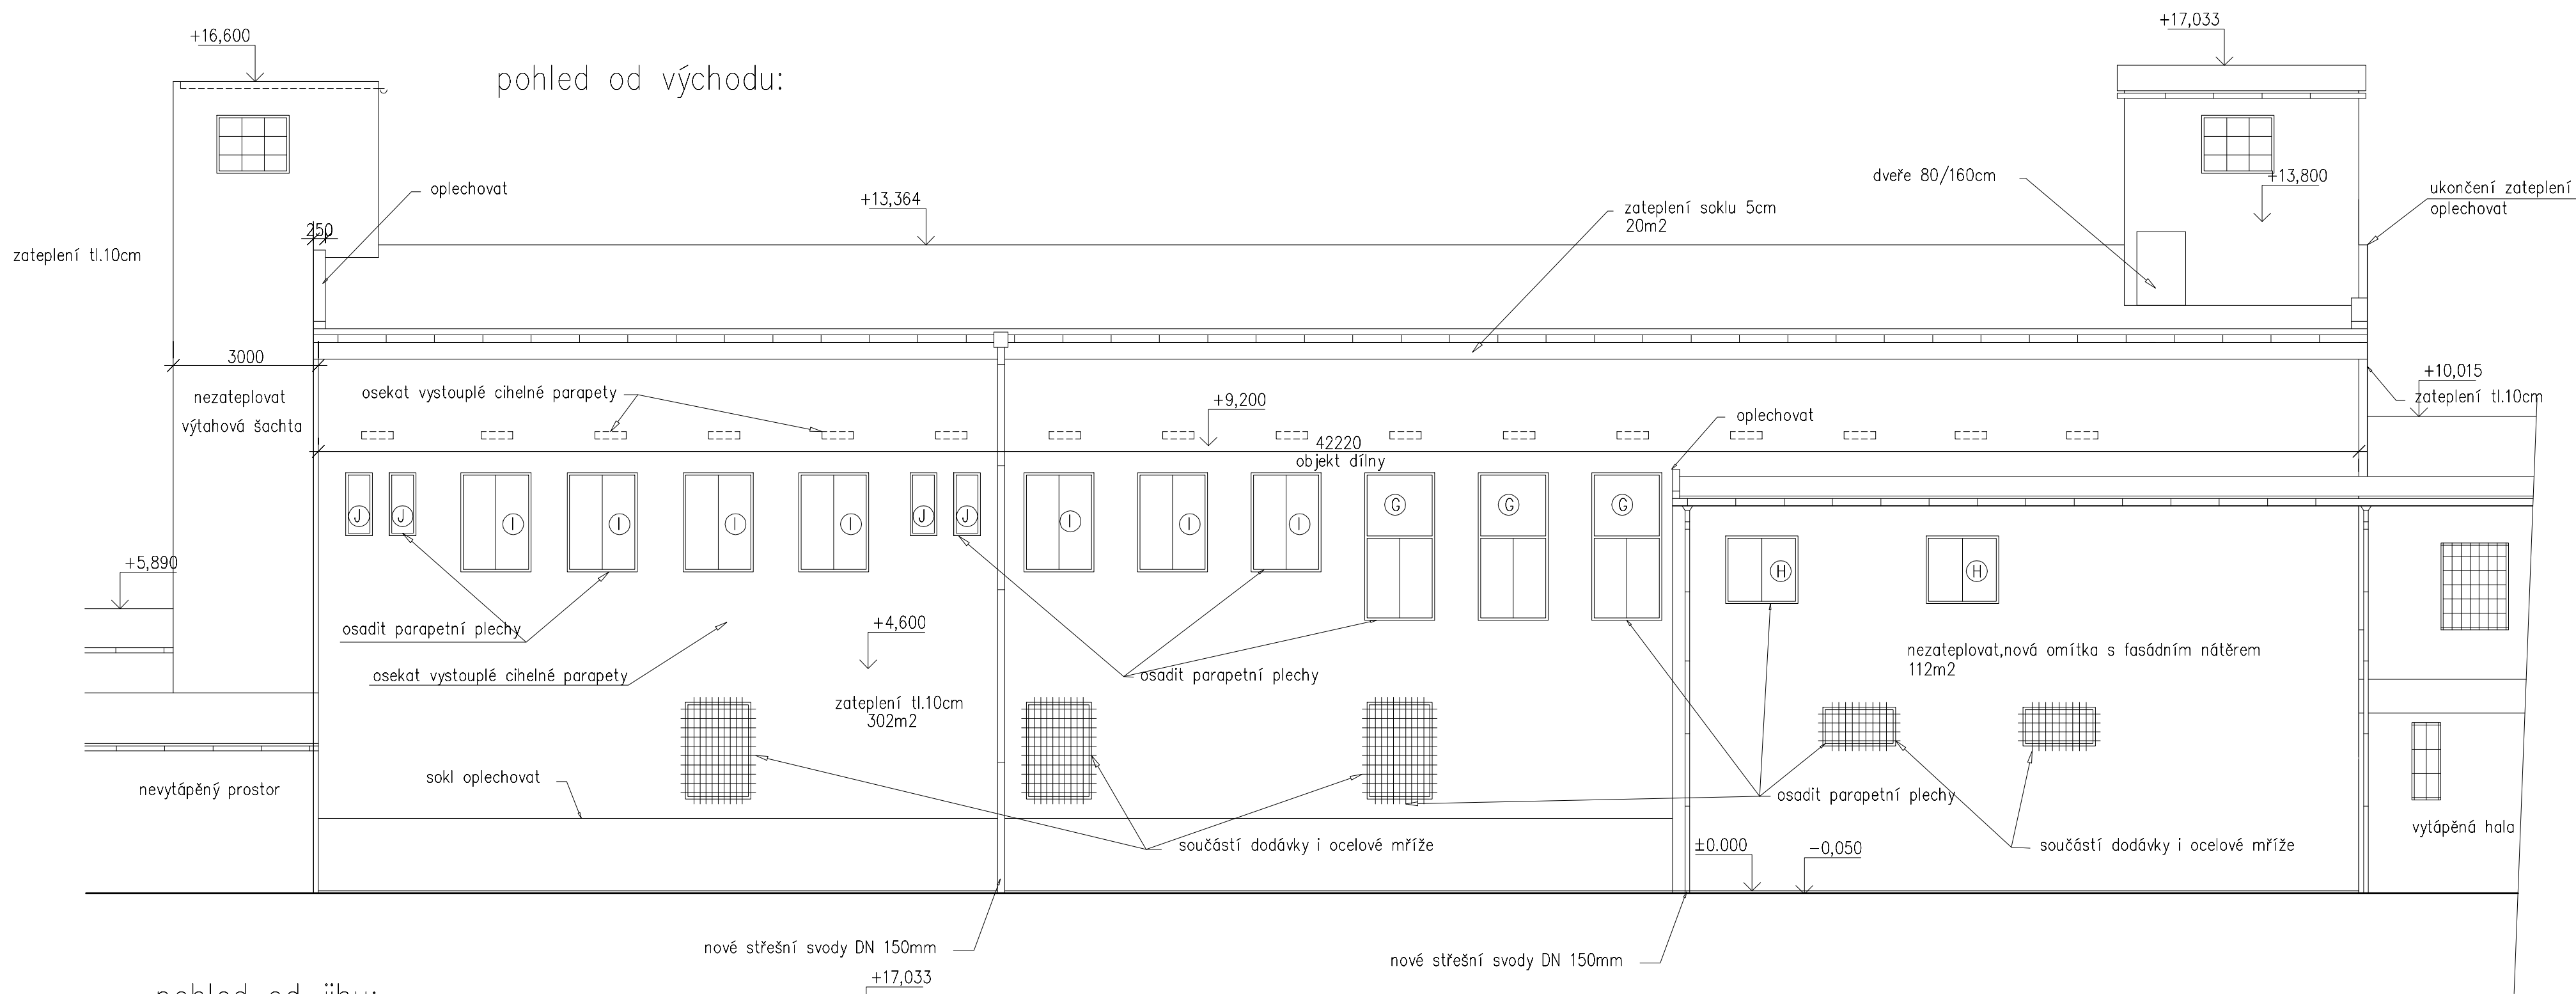 +16,600
+17,033
pohled od východu:
oplechovat
+13,364
dveře 80/160cm
+13,800
ukončení zateplení
oplechovat
zateplení soklu 5cm
20m2
250
zateplení tl.10cm
3000
nezateplovat
výtahová šachta
osekat vystouplé cihelné parapety
+9,200
oplechovat
+10,015
zateplení tl.10cm
42220
objekt dílny
J
J
I
I
I
I
J
J
I
I
I
G
G
G
H
H
+5,890
osadit parapetní plechy
+4,600
osekat vystouplé cihelné parapety
osadit parapetní plechy
nezateplovat,nová omítka s fasádním nátěrem
112m2
zateplení tl.10cm
302m2
sokl oplechovat
nevytápěný prostor
osadit parapetní plechy
vytápěná hala
součástí dodávky i ocelové mříže
±0.000
-0,050
součástí dodávky i ocelové mříže
nové střešní svody DN 150mm
nové střešní svody DN 150mm
+17,033